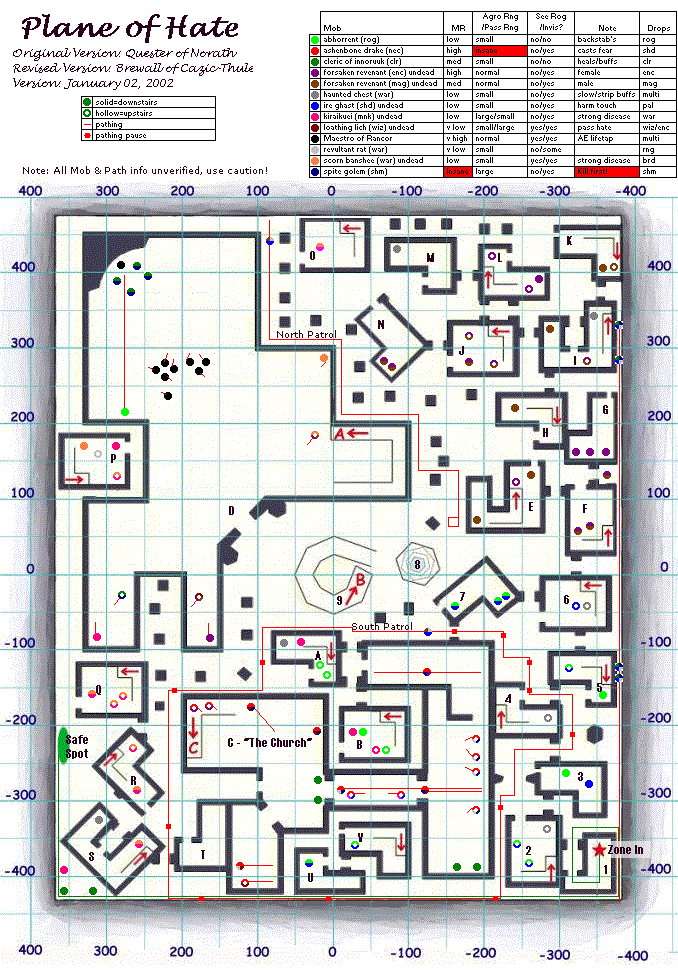 Plane of Hate
Original Version: Quester of Norath
Revised Version: Brewall of Cazic-Thule
Version: January 02, 2002
solid=downstairs
hollow=upstairs
pathing
pathing pause
Note: All Mob & Path info unverified, use caution!
Mob MR Agro Rng /Pass Rng See Rog /Invis? Note Drops
abhorrent (rog) low small no/no backstab's rog
ashenbone drake (nec) high insane no/yes casts fear shd
cleric of innoruuk (clr) med small no/no heals/buffs clr
forsaken revenant (enc) undead high normal no/yes female enc
forsaken revenant (mag) undead high normal no/yes male mag
haunted chest (war) low small no/yes slow/strip buffs multi
ire ghast (shd) undead low small no/yes harm touch pal
kiraikuei (mnk) undead low large/small no/yes strong disease war
loathing lich (wiz) undead v low small/large yes/yes pass hate wiz/enc
Maestro of Rancor v high normal yes/yes AE lifetap multi
revultant rat (war) v low small no/some rng
scorn banshee (war) undead low small yes/yes strong disease brd
spite golem (shm) insane large no/yes Kill first! shm
400 300 200 100 0 -100 -200 -300 -400
400 400
300 300
200 200
100 100
0 0
-100 -100
-200 -200
-300 -300
-400 -400
O M L K
North Patrol
N J I
A H G
P
D E F
9 B 8 7 6
South Patrol
A
Q 4 5
Safe
Spot
C C - "The Church" B
R 3
S T U V 2 1
Zone In
400 300 200 100 0 -100 -200 -300 -400